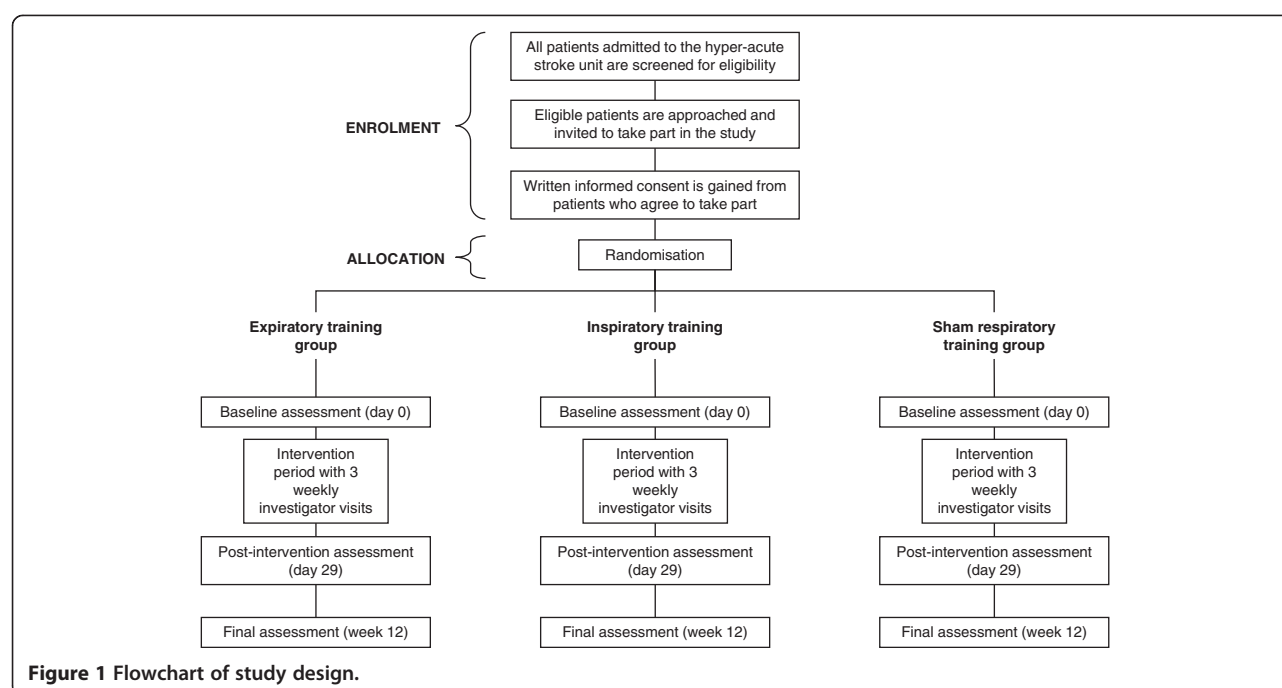 All patients admitted to the hyper-acute
stroke unit are screened for eligibility
ENROLMENT
Eligible patients are approached and
invited to take part in the study
Written informed consent is gained from
patients who agree to take part
ALLOCATION
Randomisation
Expiratory training
group
Inspiratory training
group
Sham respiratory
training group
Baseline assessment (day 0)
Baseline assessment (day 0)
Baseline assessment (day 0)
Intervention
period with 3
weekly
investigator visits
Intervention
period with 3
weekly
investigator visits
Intervention
period with 3
weekly
investigator visits
Post-intervention assessment
(day 29)
Post-intervention assessment
(day 29)
Post-intervention assessment
(day 29)
Final assessment (week 12)
Final assessment (week 12)
Final assessment (week 12)
Figure 1 Flowchart of study design.